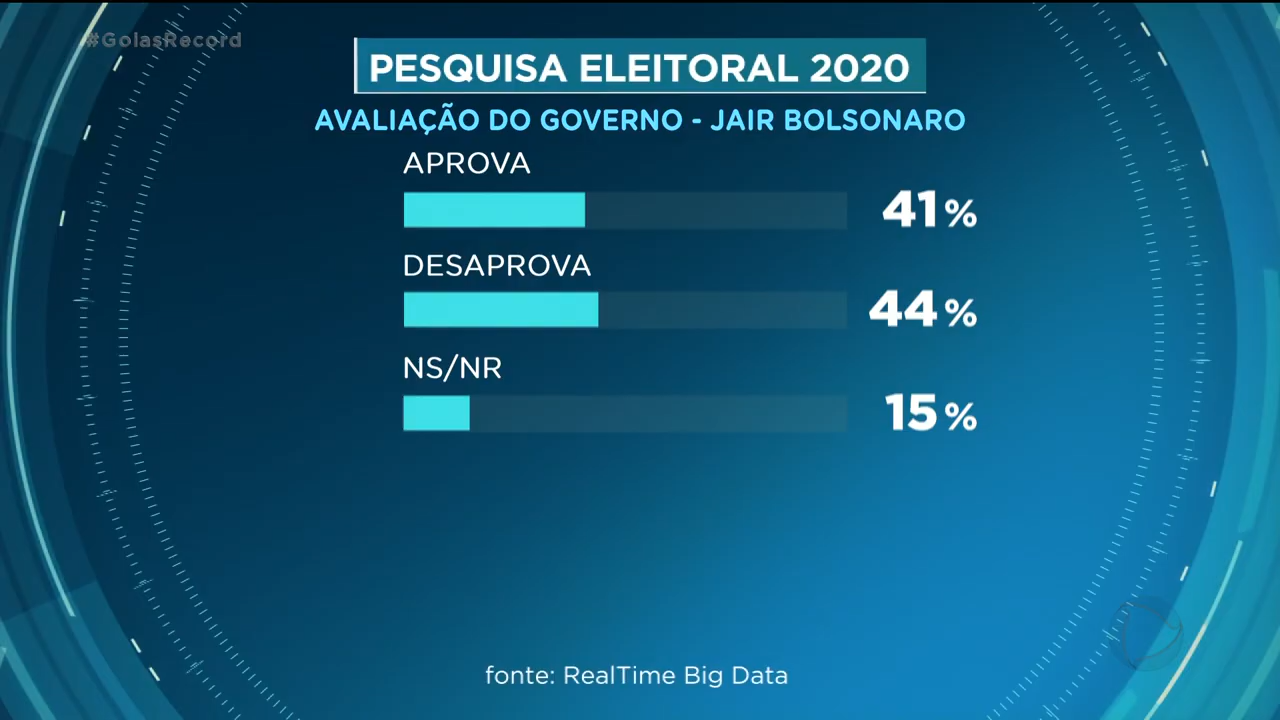 #GoiasRecord
PESQUISA ELEITORAL 2020
AVALIAÇÃO DO GOVERNO - JAIR BOLSONARO
APROVA
41%
DESAPROVA
44%
NS/NR
15%
fonte: RealTime Big Data